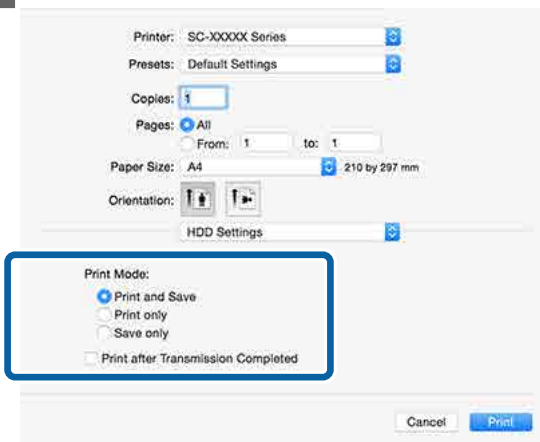 Printer: SC-XXXXX Series
Presets: Default Settings
Copies: 1
Pages: All
From: 1 to: 1
Paper Size: A4 210 by 297 mm
Orientation:
HDD Settings
Print Mode:
Print and Save
Print only
Save only
Print after Transmission Completed
Cancel Print